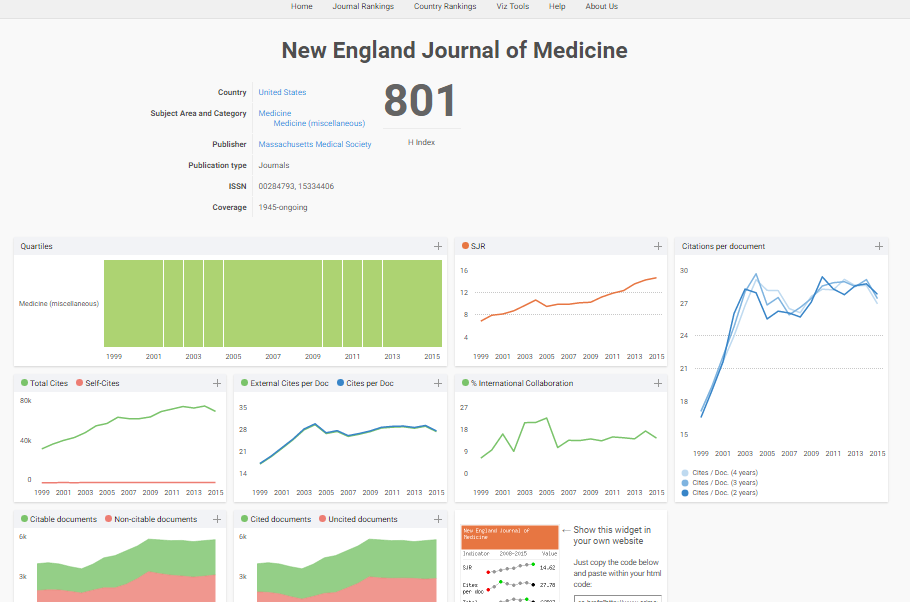 Home Journal Rankings Country Rankings Viz Tools Help About Us
New England Journal of Medicine
Country United States
Subject Area and Category Medicine
Medicine (miscellaneous)
Publisher Massachusetts Medical Society
Publication type Journals
ISSN 00284793, 15334406
Coverage 1945-ongoing
801
H Index
Quartiles
Medicine (miscellaneous)
1999 2001 2003 2005 2007 2009 2011 2013 2015
SJR
16
12
8
4
1999 2001 2003 2005 2007 2009 2011 2013 2015
Citations per document
30
27
24
21
18
15
1999 2001 2003 2005 2007 2009 2011 2013 2015
Cites / Doc. (4 years)
Cites / Doc. (3 years)
Cites / Doc. (2 years)
Total Cites Self-Cites
80k
40k
0
1999 2001 2003 2005 2007 2009 2011 2013 2015
External Cites per Doc Cites per Doc
35
28
21
14
1999 2001 2003 2005 2007 2009 2011 2013 2015
% International Collaboration
27
18
9
0
1999 2001 2003 2005 2007 2009 2011 2013 2015
Citable documents Non-citable documents
6k
3k
Cited documents Uncited documents
6k
3k
New England journal of
Medicine
Indicator 2008-2015 Value
SJR 14.62
Cites
per doc 27.78
← Show this widget in
your own website
Just copy the code below
and paste within your html
code: